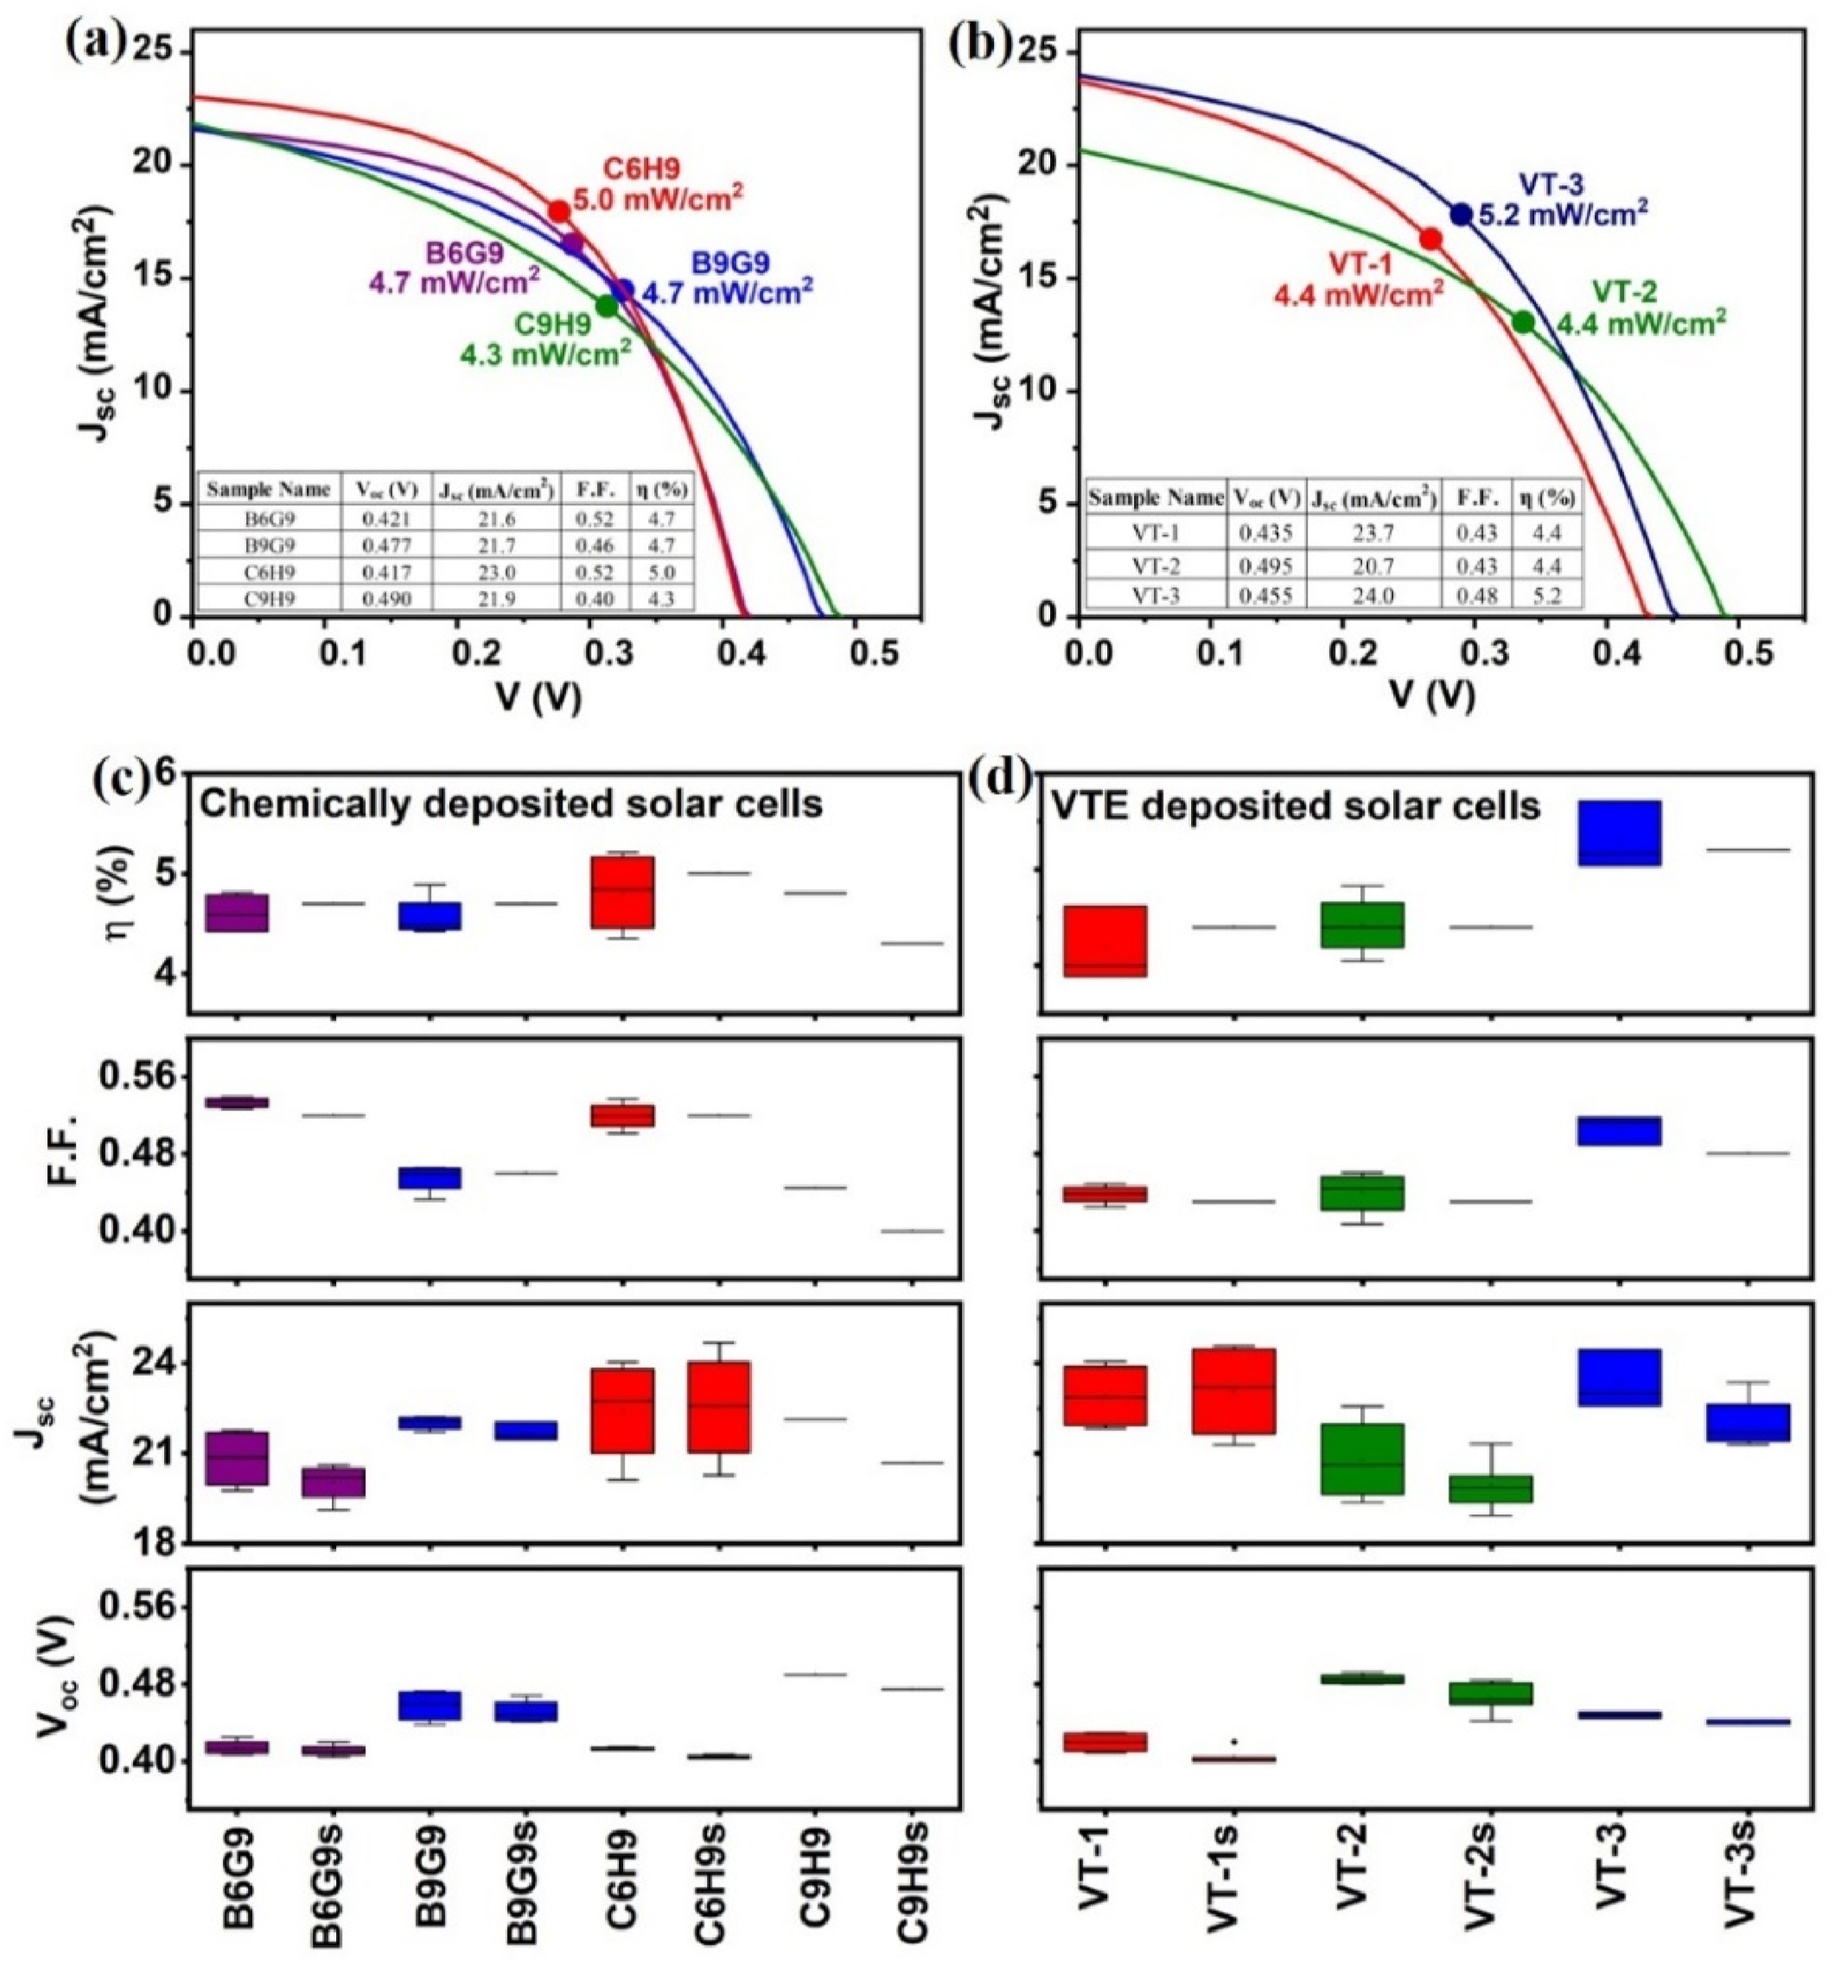 (a)
25
20
15
10
5
0
Jsc (mA/cm²)
C6H9
5.0 mW/cm²
B6G9
4.7 mW/cm²
B9G9
4.7 mW/cm²
C9H9
4.3 mW/cm²
Sample Name Voc (V) Jsc (mA/cm²) F.F. η (%)
B6G9 0.421 21.6 0.52 4.7
B9G9 0.477 21.7 0.46 4.7
C6H9 0.417 23.0 0.52 5.0
C9H9 0.490 21.9 0.40 4.3
0.0 0.1 0.2 0.3 0.4 0.5
V (V)
(b)
25
20
15
10
5
0
Jsc (mA/cm²)
VT-3
5.2 mW/cm²
VT-1
4.4 mW/cm²
VT-2
4.4 mW/cm²
Sample Name Voc (V) Jsc (mA/cm²) F.F. η (%)
VT-1 0.435 23.7 0.43 4.4
VT-2 0.495 20.7 0.43 4.4
VT-3 0.455 24.0 0.48 5.2
0.0 0.1 0.2 0.3 0.4 0.5
V (V)
(c)
Chemically deposited solar cells
6
5
4
η (%)
0.56
0.48
0.40
F.F.
24
21
18
Jsc
(mA/cm²)
0.56
0.48
0.40
Voc (V)
B6G9 B6G9s B9G9 B9G9s C6H9 C6H9s C9H9 C9H9s
(d)
VTE deposited solar cells
VT-1 VT-1s VT-2 VT-2s VT-3 VT-3s